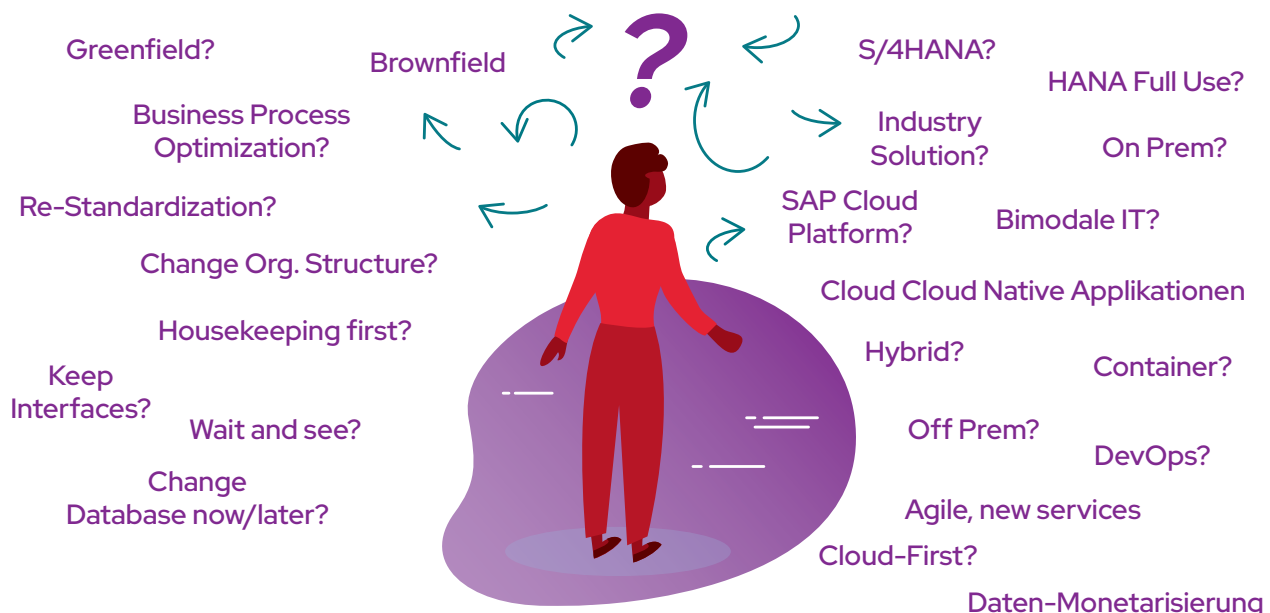 Greenfield?
Brownfield
Business Process
Optimization?
Re-Standardization?
Change Org. Structure?
Housekeeping first?
Keep
Interfaces?
Wait and see?
Change
Database now/later?
?
S/4HANA?
HANA Full Use?
Industry
Solution?
On Prem?
SAP Cloud
Platform?
Bimodale IT?
Cloud Cloud Native Applikationen
Hybrid?
Container?
Off Prem?
DevOps?
Agile, new services
Cloud-First?
Daten-Monetarisierung